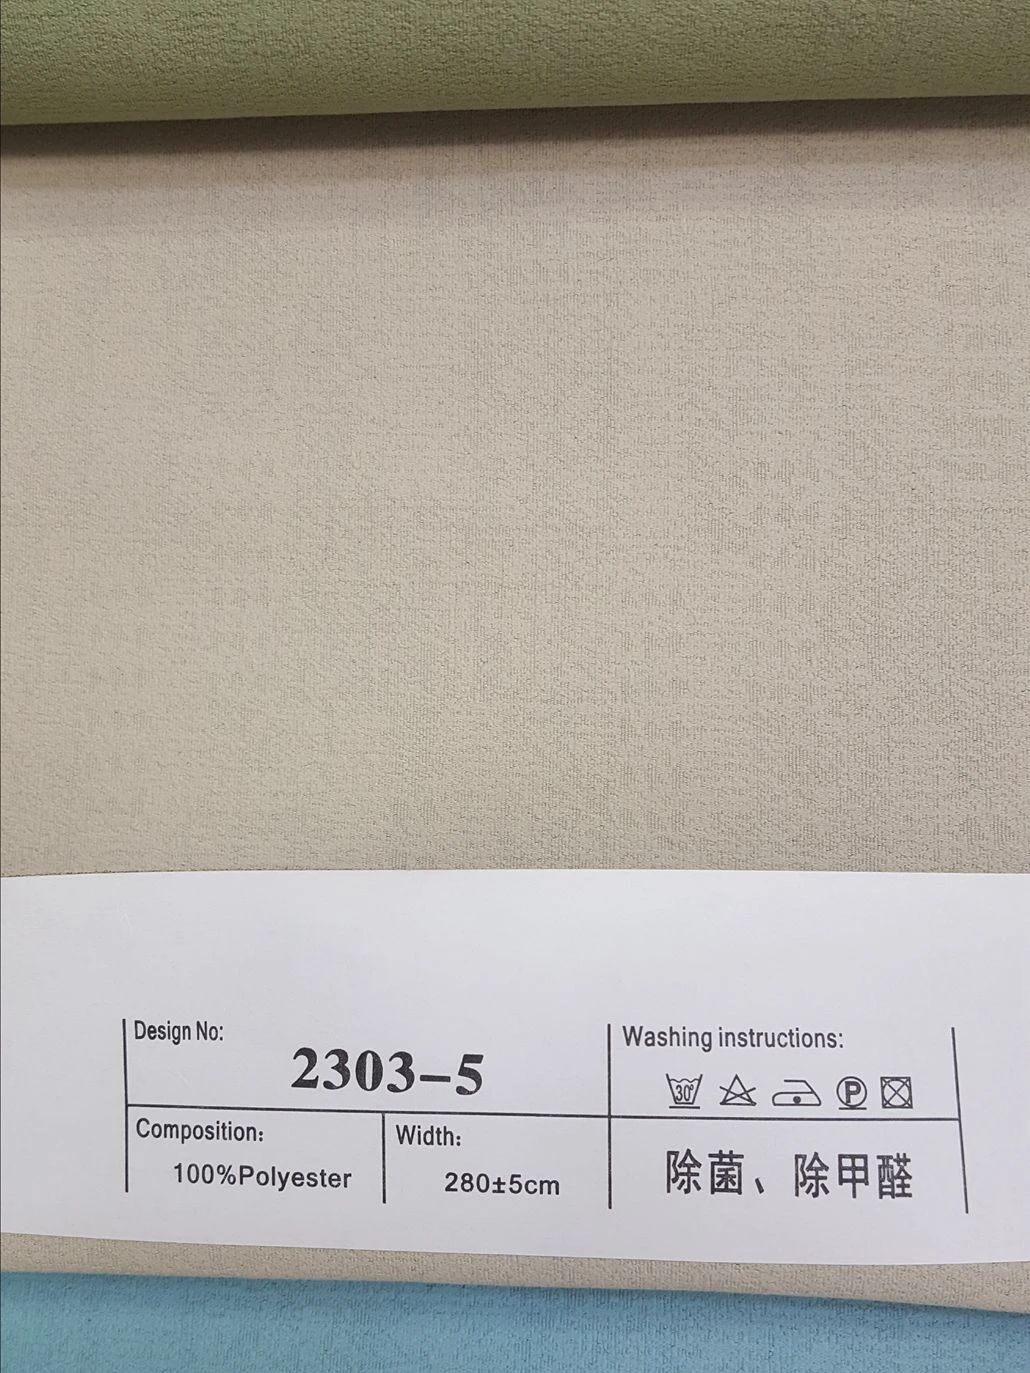 Design No:
2303-5
Washing instructions:
30°
P
Composition:
100%Polyester
Width:
280±5cm
除菌、除甲醛